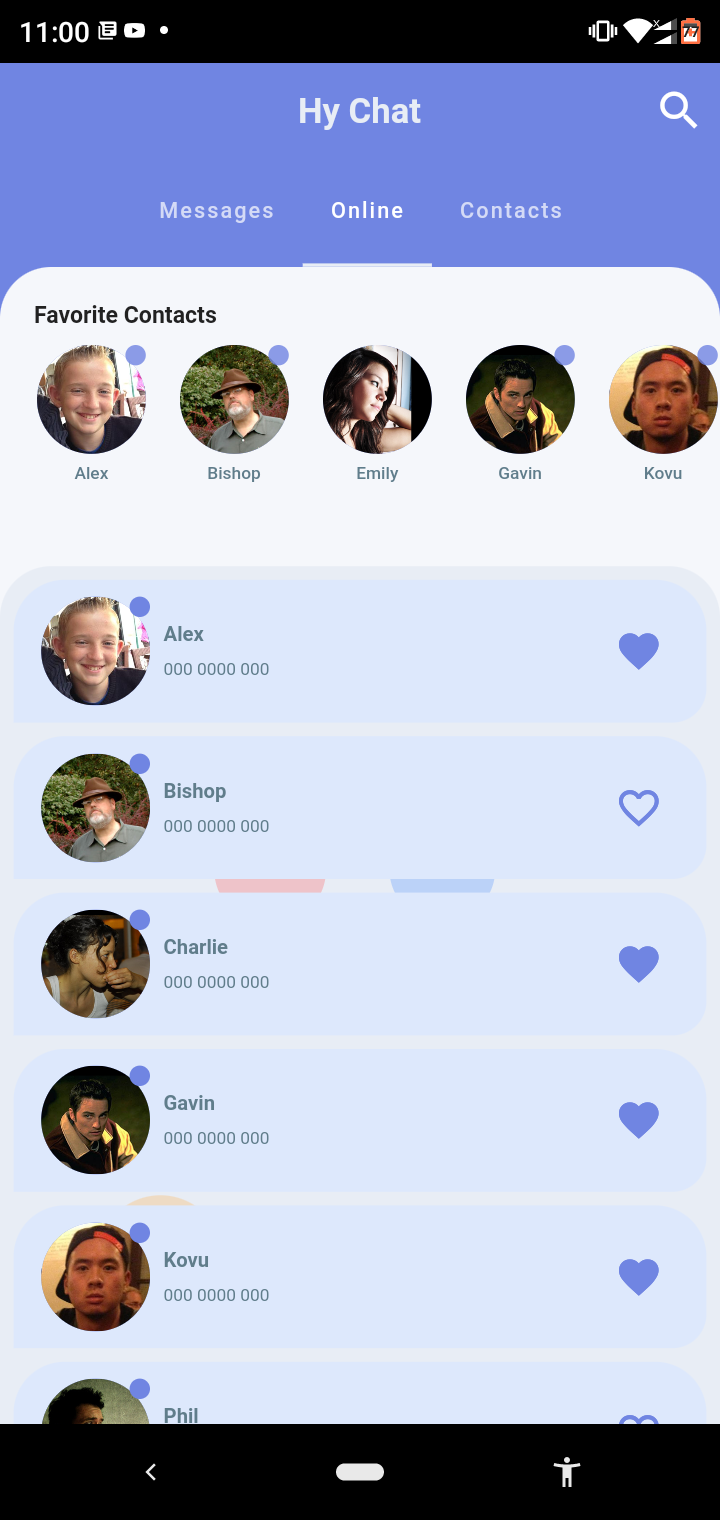 11:00
77
Hy Chat
Messages Online Contacts
Favorite Contacts
Alex Bishop Emily Gavin Kovu
Alex
000 0000 000
Bishop
000 0000 000
Charlie
000 0000 000
Gavin
000 0000 000
Kovu
000 0000 000
Phil